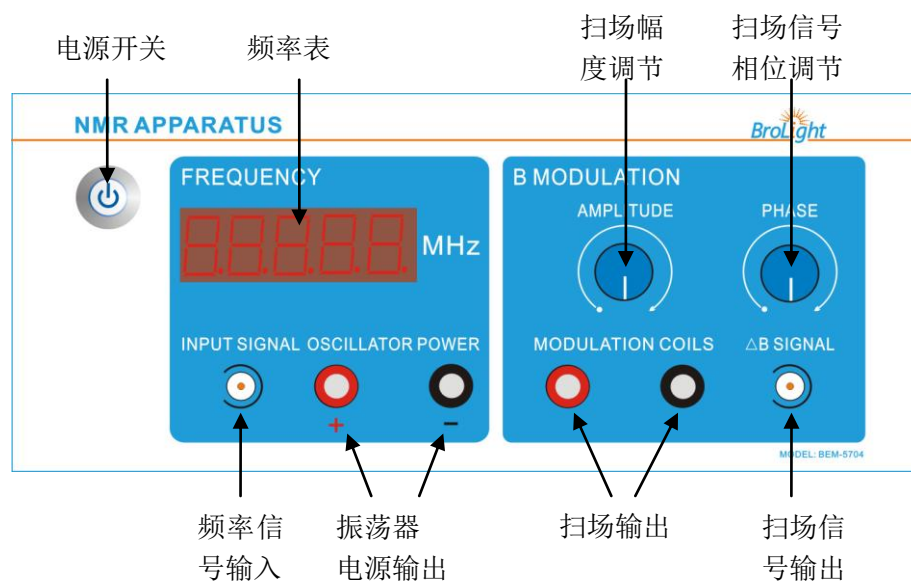 电源开关
频率表
扫场幅
度调节
扫场信号
相位调节
NMR APPARATUS
BroLight
FREQUENCY
MHz
INPUT SIGNAL OSCILLATOR POWER
+
−
B MODULATION
AMPLITUDE
PHASE
MODULATION COILS
△B SIGNAL
MODEL: BEM-5704
频率信
号输入
振荡器
电源输出
扫场输出
扫场信
号输出